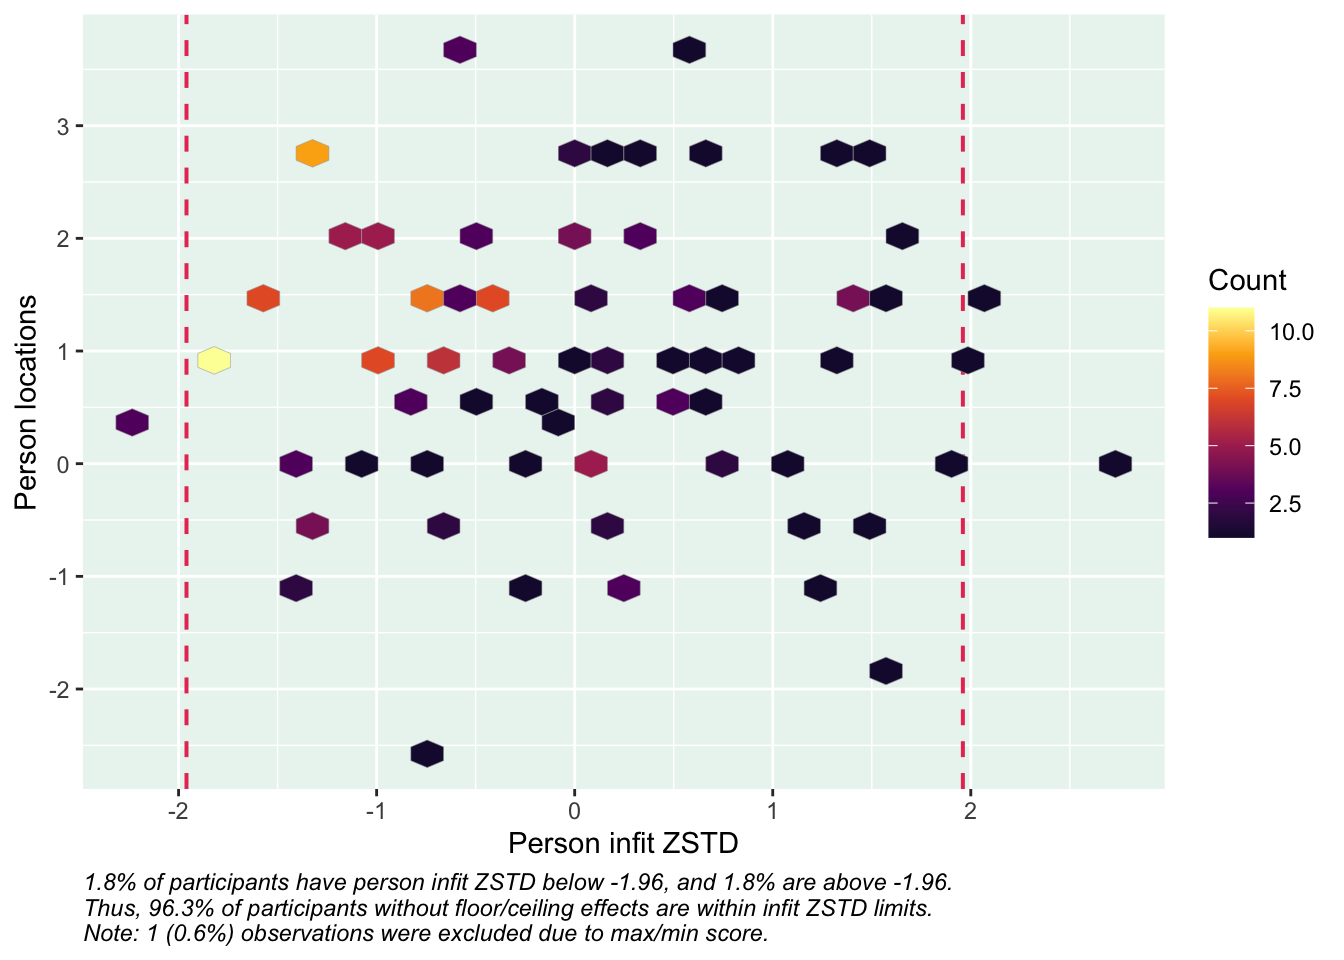 3
2
1
0
-1
-2
Person locations
-2
-1
0
1
2
Person infit ZSTD
Count
10.0
7.5
5.0
2.5
1.8% of participants have person infit ZSTD below -1.96, and 1.8% are above -1.96.
Thus, 96.3% of participants without floor/ceiling effects are within infit ZSTD limits.
Note: 1 (0.6%) observations were excluded due to max/min score.